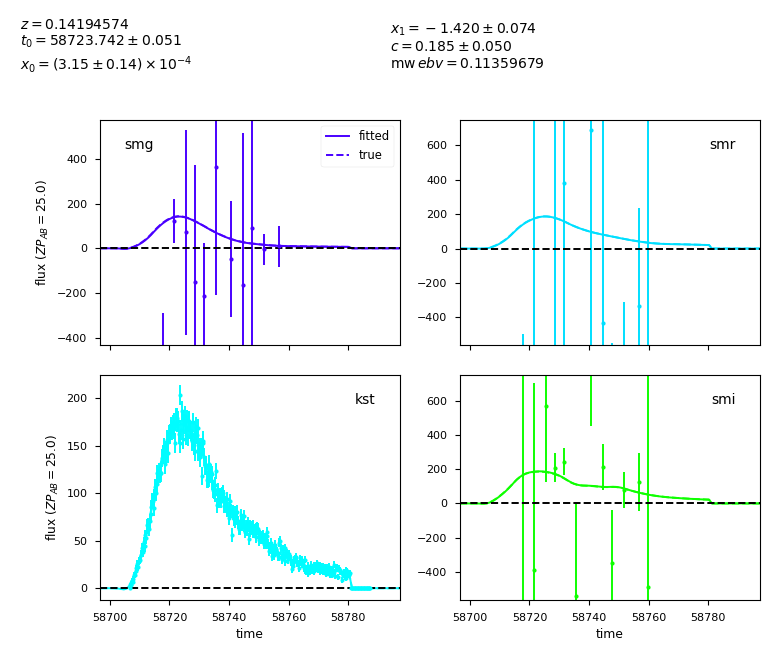 z = 0.14194574
t₀ = 58723.742 ± 0.051
x₀ = (3.15 ± 0.14) × 10⁻⁴
x₁ = −1.420 ± 0.074
c = 0.185 ± 0.050
mw ebv = 0.11359679
smg
fitted
true
400
200
0
−200
−400
flux (ZP_AB = 25.0)
smr
600
400
200
0
−200
−400
kst
200
150
100
50
0
flux (ZP_AB = 25.0)
58700 58720 58740 58760 58780
time
smi
600
400
200
0
−200
−400
58700 58720 58740 58760 58780
time